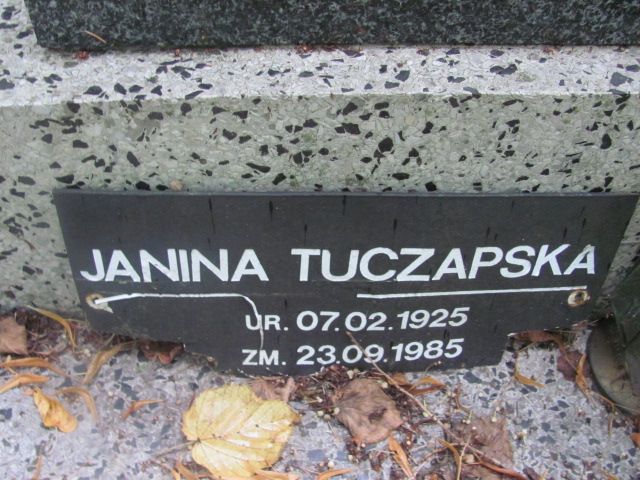 JANINA TUCZAPSKA
UR. 07.02.1925
ZM. 23.09.1985